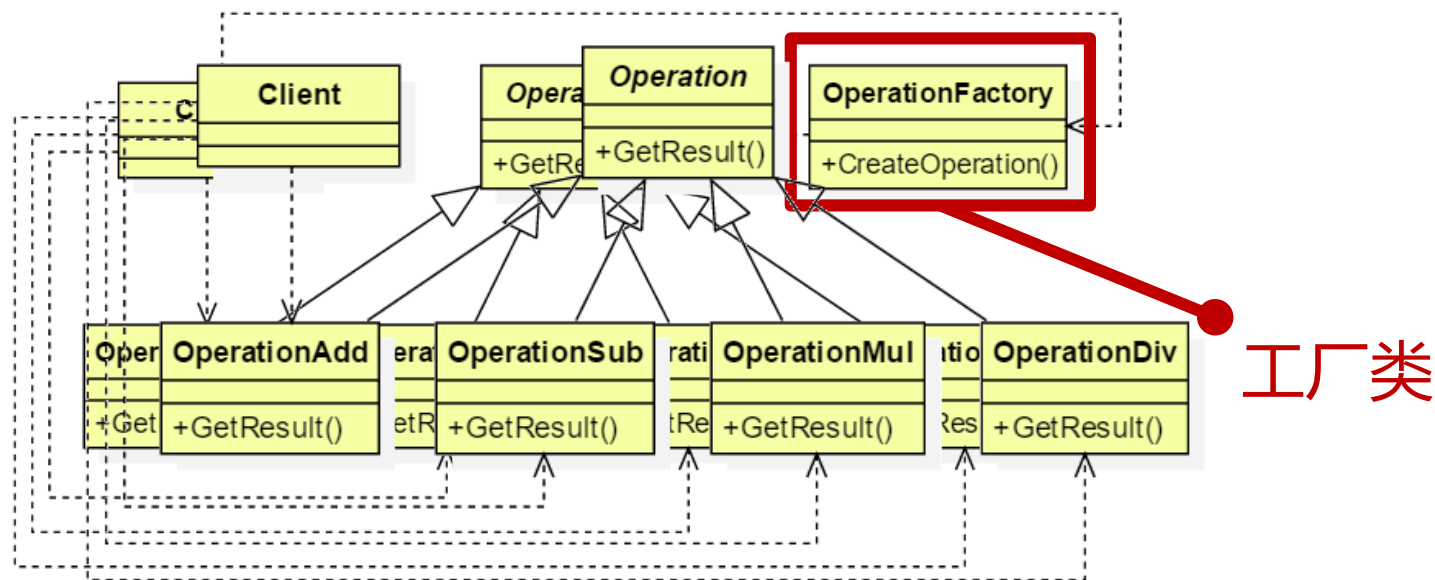 Client
Operation
OperationFactory
+GetResult()
+CreateOperation()
工厂类
OperationAdd
OperationSub
OperationMul
OperationDiv
+GetResult()
+GetResult()
+GetResult()
+GetResult()